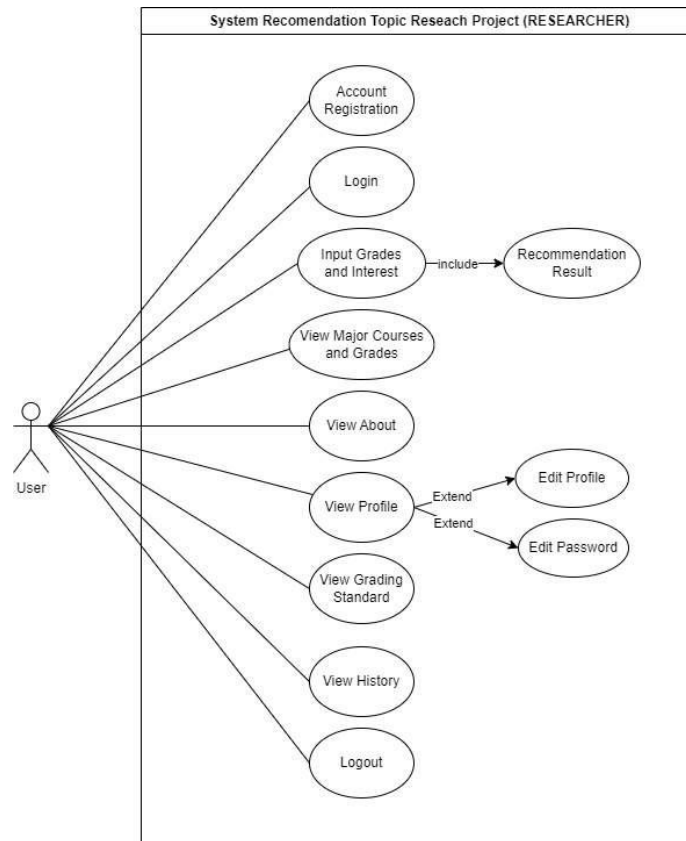 System Recomendation Topic Reseach Project (RESEARCHER)
Account
Registration
Login
Input Grades
and Interest
include
Recommendation
Result
View Major Courses
and Grades
View About
User
View Profile
Extend
Edit Profile
Extend
Edit Password
View Grading
Standard
View History
Logout